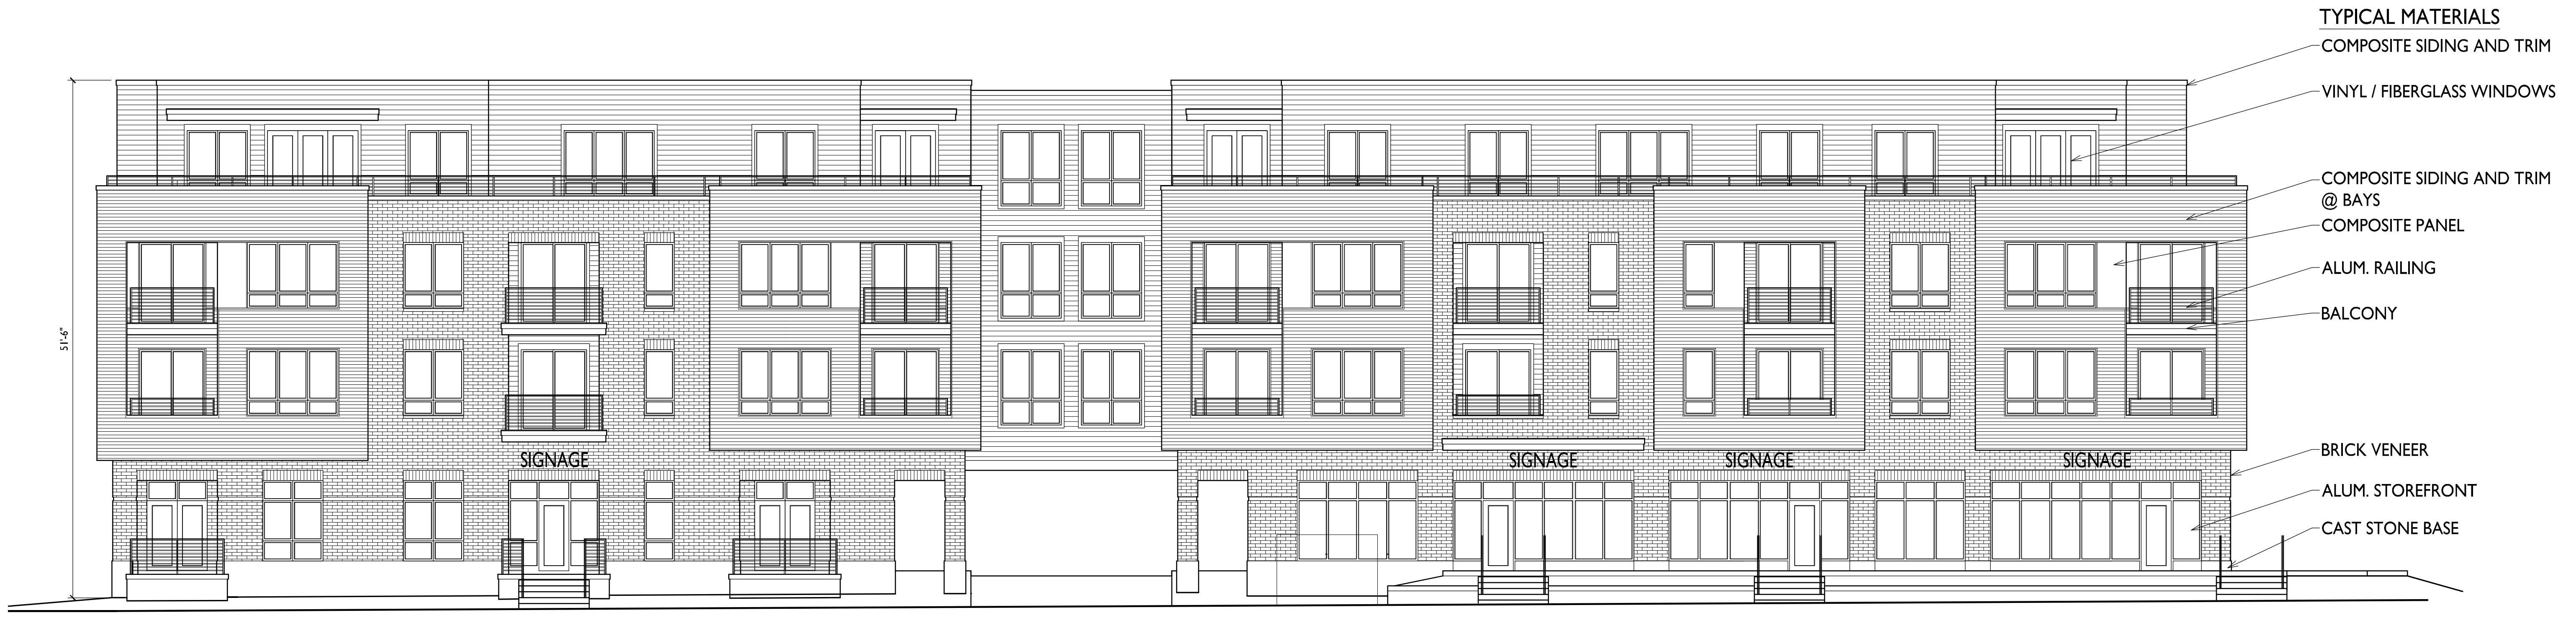 TYPICAL MATERIALS
COMPOSITE SIDING AND TRIM
VINYL / FIBERGLASS WINDOWS
COMPOSITE SIDING AND TRIM
@ BAYS
COMPOSITE PANEL
ALUM. RAILING
BALCONY
51'-6"
BRICK VENEER
SIGNAGE
SIGNAGE
SIGNAGE
SIGNAGE
ALUM. STOREFRONT
CAST STONE BASE